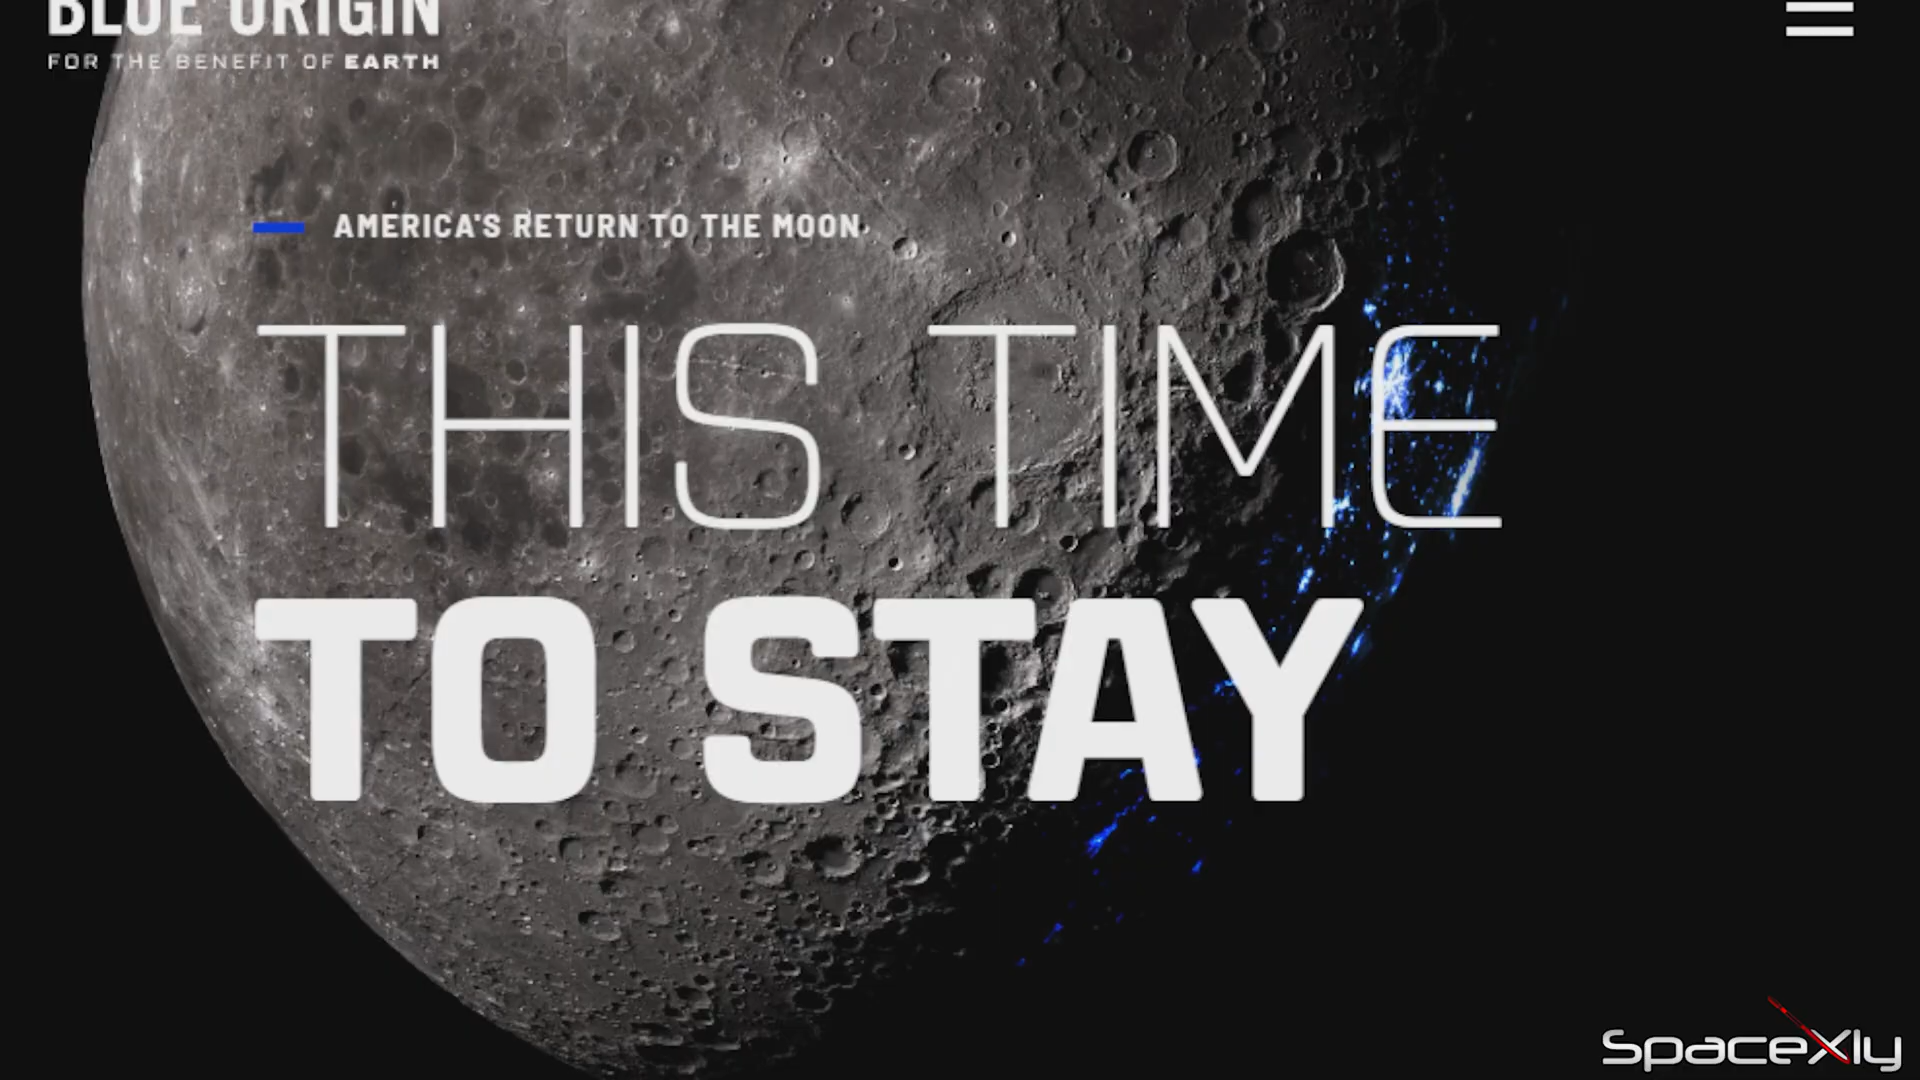 BLUE ORIGIN
FOR THE BENEFIT OF EARTH
AMERICA'S RETURN TO THE MOON
THIS TIME
TO STAY
SpaceXly